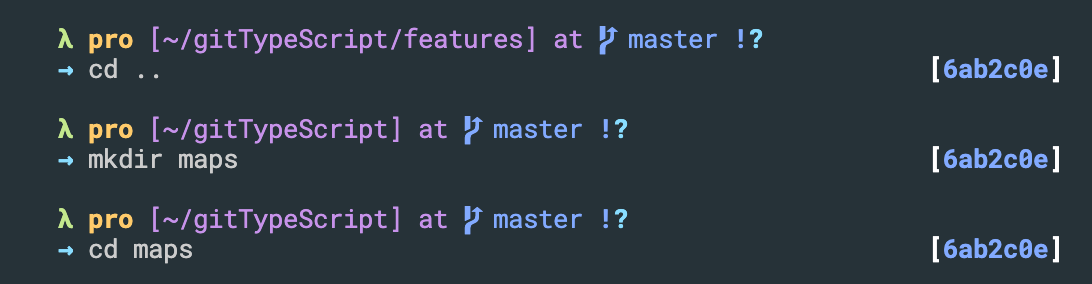 λ pro [~/gitTypeScript/features] at master !?
→ cd .. [6ab2c0e]
λ pro [~/gitTypeScript] at master !?
→ mkdir maps [6ab2c0e]
λ pro [~/gitTypeScript] at master !?
→ cd maps [6ab2c0e]